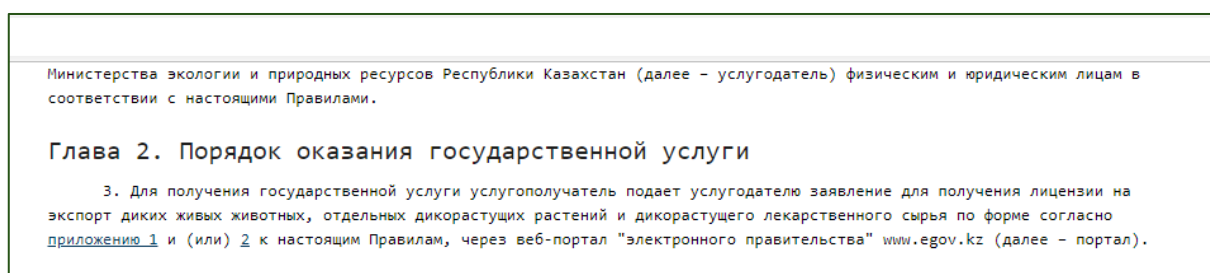 Министерства экологии и природных ресурсов Республики Казахстан (далее – услугодатель) физическим и юридическим лицам в
соответствии с настоящими Правилами.
Глава 2. Порядок оказания государственной услуги
3. Для получения государственной услуги услугополучатель подает услугодателю заявление для получения лицензии на
экспорт диких живых животных, отдельных дикорастущих растений и дикорастущего лекарственного сырья по форме согласно
приложению 1 и (или) 2 к настоящим Правилам, через веб-портал "электронного правительства" www.egov.kz (далее – портал).